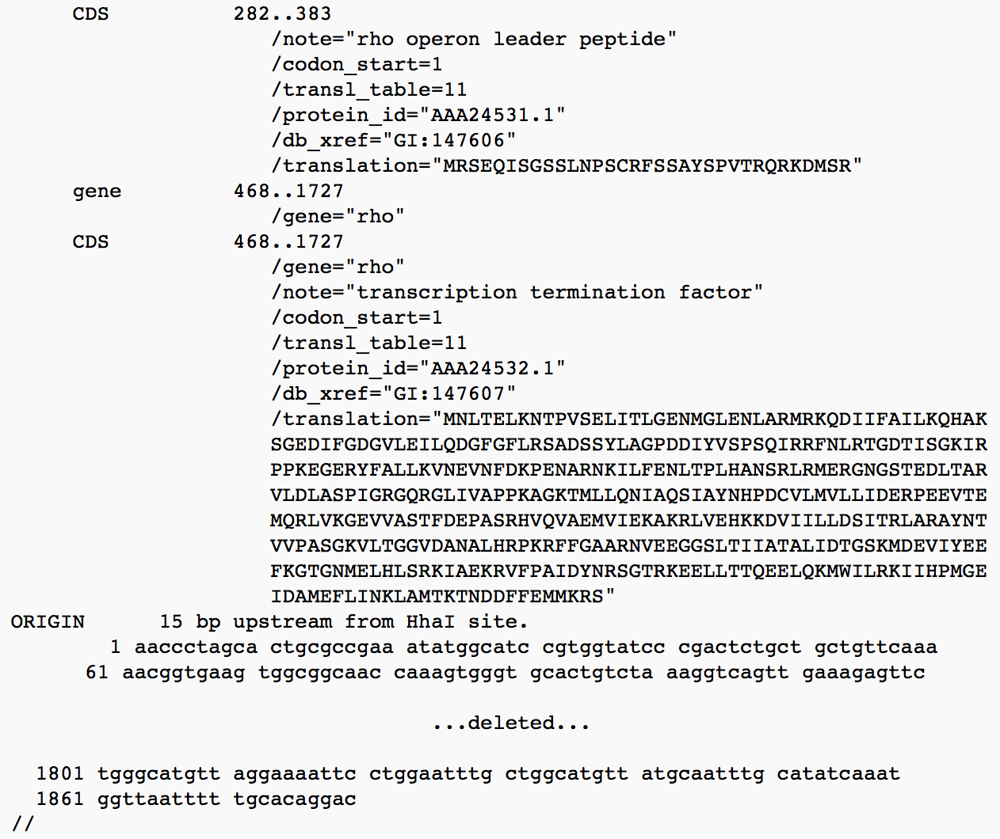 CDS 282..383
/note="rho operon leader peptide"
/codon_start=1
/transl_table=11
/protein_id="AAA24531.1"
/db_xref="GI:147606"
/translation="MRSEQISGSSLNPSCRFSSAYSPVTRQRKDMSR"
gene 468..1727
/gene="rho"
CDS 468..1727
/gene="rho"
/note="transcription termination factor"
/codon_start=1
/transl_table=11
/protein_id="AAA24532.1"
/db_xref="GI:147607"
/translation="MNLTELKNTPVSELITLGENMGLENLARMRKQDIIFAILKQHAK
SGEDIFGDGVLEILQDGFGFLRSADSSYLAGPDDIYVSPSQIRRFNLRTGDTISGKIR
PPKEGERYFALLKVNEVNFDKPENARNKILFENLTPLHANSRLRMERGNGSTEDLTAR
VLDLASPIGRGQRGLIVAPPKAGKTMLLQNIAQSIAYNHPDCVLMVLLIDERPEEVTE
MQRLVKGEVVASTFDEPASRHVQVAEMVIEKAKRLVEHKKDVIILLDSITRLARAYNT
VVPASGKVLTGGVDANALHRPKRFFGAARNVEEGGSLTIIATALIDTGSKMDEVIYEE
FKGTGNMELHLSRKIAEKRVFPAIDYNRSGTRKEELLTTQEELQKMWILRKIIHPMGE
IDAMEFLINKLAMTKTNDDFFEMMKRS"
ORIGIN 15 bp upstream from HhaI site.
1 aaccctagca ctgcgccgaa atatggcatc cgtggtatcc cgactctgct gctgttcaaa
61 aacggtgaag tggcggcaac caaagtgggt gcactgtcta aaggtcagtt gaaagagttc
...deleted...
1801 tgggcatgtt aggaaaattc ctggaatttg ctggcatgtt atgcaatttg catatcaaat
1861 ggttaatttt tgcacaggac
//